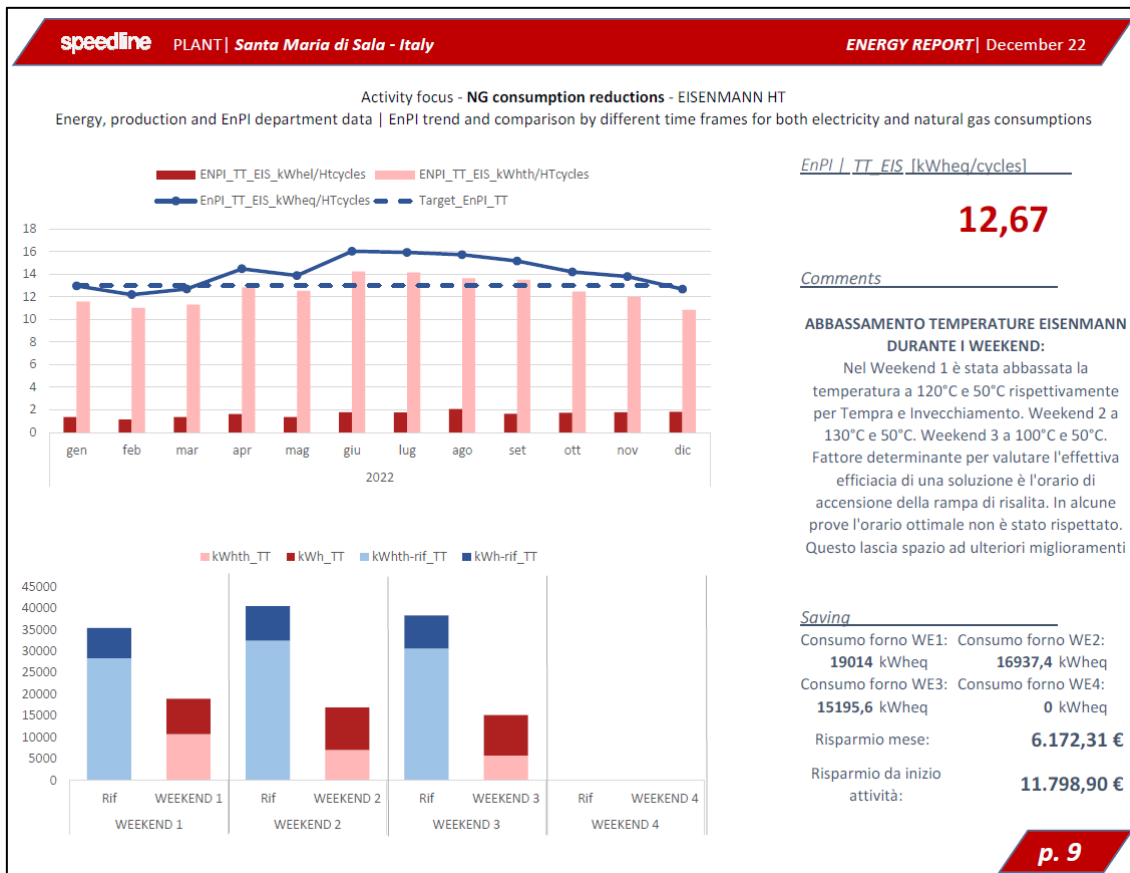 speedline PLANT| Santa Maria di Sala - Italy ENERGY REPORT| December 22
Activity focus - NG consumption reductions - EISENMANN HT
Energy, production and EnPI department data | EnPI trend and comparison by different time frames for both electricity and natural gas consumptions
ENPI_TT_EIS_kWhel/Htcycles ENPI_TT_EIS_kWhth/HTcycles
EnPI_TT_EIS_kWheq/HTcycles Target_EnPI_TT
18
16
14
12
10
8
6
4
2
0
gen feb mar apr mag giu lug ago set ott nov dic
2022
EnPI | TT_EIS [kWheq/cycles]
12,67
Comments
ABBASSAMENTO TEMPERATURE EISENMANN
DURANTE I WEEKEND:
Nel Weekend 1 è stata abbassata la
temperatura a 120°C e 50°C rispettivamente
per Tempra e Invecchiamento. Weekend 2 a
130°C e 50°C. Weekend 3 a 100°C e 50°C.
Fattore determinante per valutare l'effettiva
efficiacia di una soluzione è l'orario di
accensione della rampa di risalita. In alcune
prove l'orario ottimale non è stato rispettato.
Questo lascia spazio ad ulteriori miglioramenti
kWhth_TT kWh_TT kWhth-rif_TT kWh-rif_TT
45000
40000
35000
30000
25000
20000
15000
10000
5000
0
Rif WEEKEND 1 Rif WEEKEND 2 Rif WEEKEND 3 Rif WEEKEND 4
WEEKEND 1 WEEKEND 2 WEEKEND 3 WEEKEND 4
Saving
Consumo forno WE1: Consumo forno WE2:
19014 kWheq 16937,4 kWheq
Consumo forno WE3: Consumo forno WE4:
15195,6 kWheq 0 kWheq
Risparmio mese: 6.172,31 €
Risparmio da inizio
attività: 11.798,90 €
p. 9